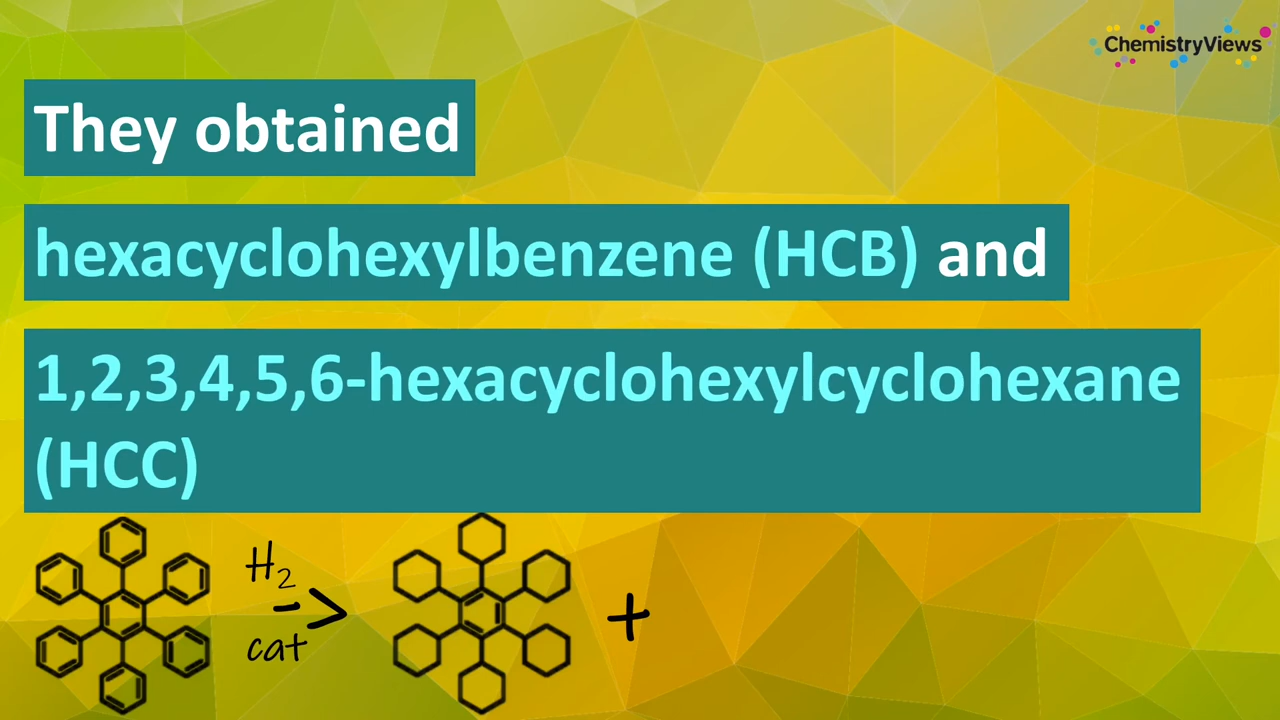 ChemistryViews
They obtained
hexacyclohexylbenzene (HCB) and
1,2,3,4,5,6-hexacyclohexylcyclohexane
(HCC)
H₂
cat
+